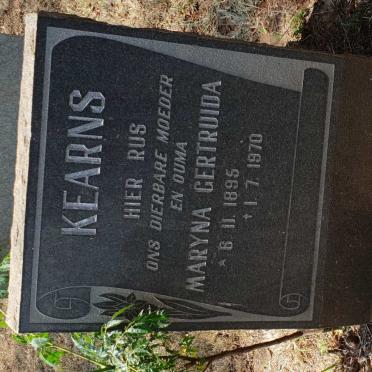 KEARNS
HIER RUS
ONS DIERBARE MOEDER
EN OUMA
MARYNA GERTRUIDA
* 6.11.1895
† 1.7.1970